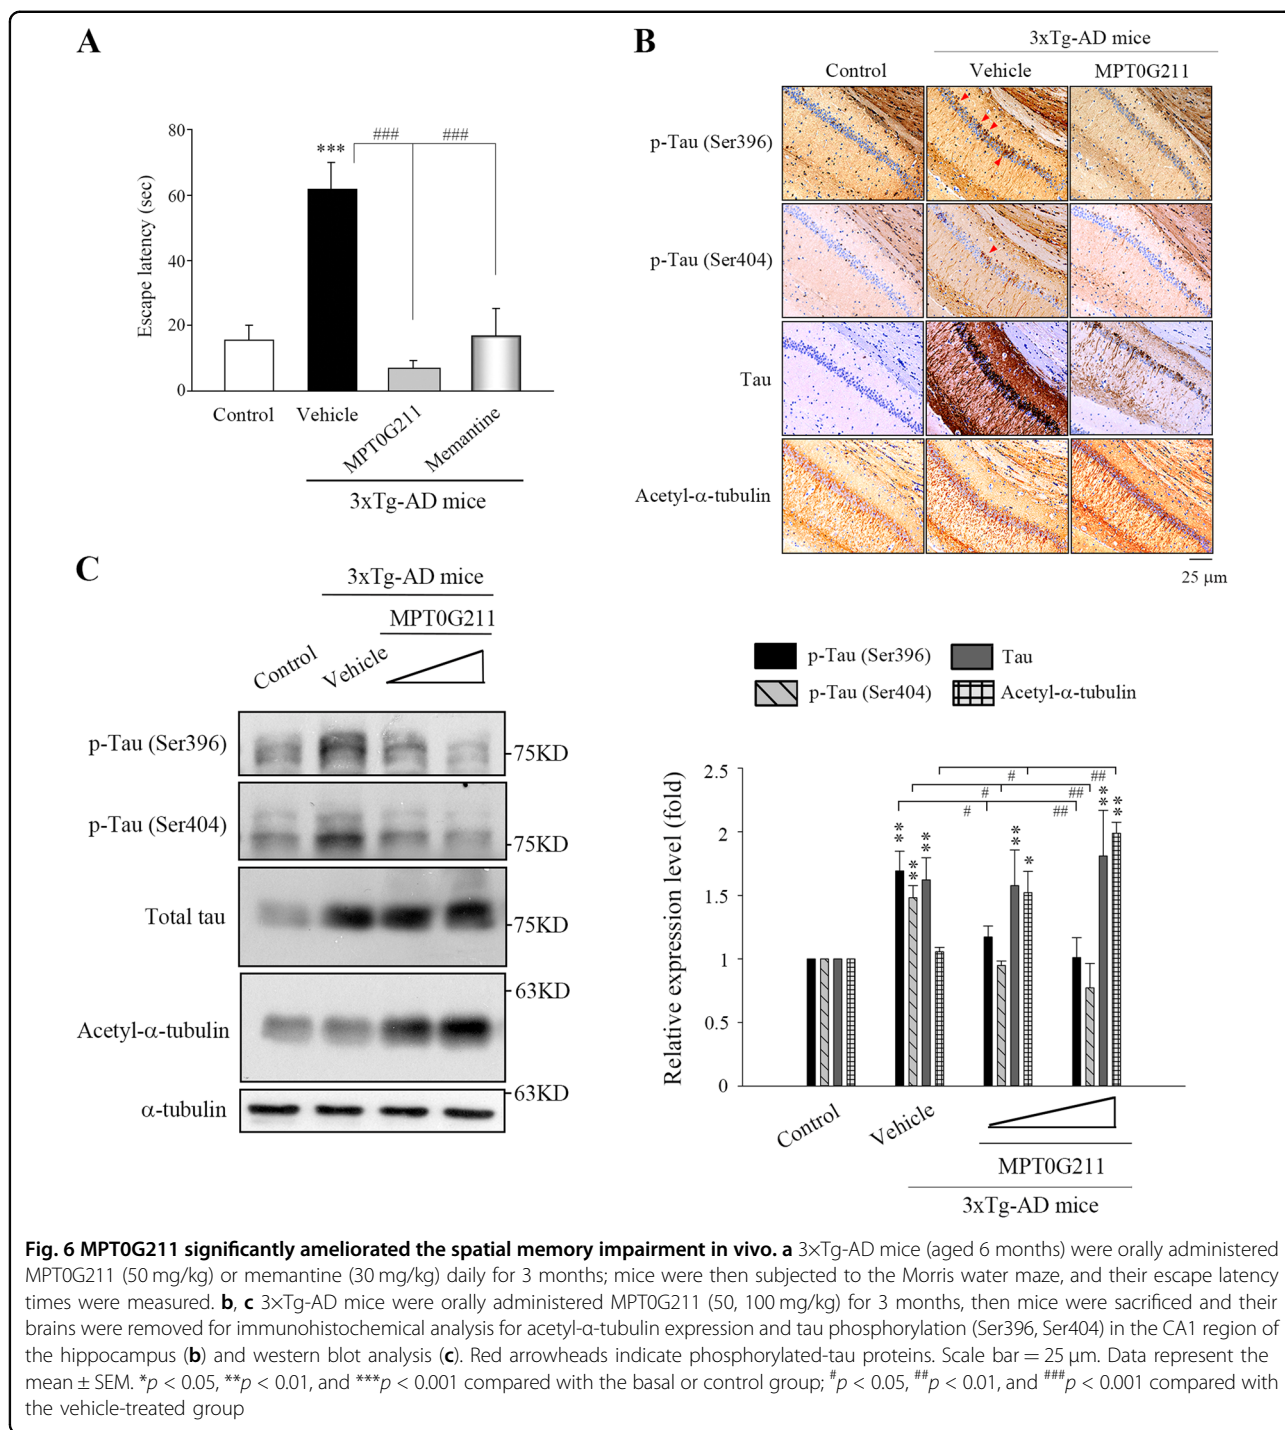 A
Escape latency (sec)
80
60
40
20
0
***
###
###
Control
Vehicle
MPT0G211
Memantine
3xTg-AD mice
B
3xTg-AD mice
Control
Vehicle
MPT0G211
p-Tau (Ser396)
p-Tau (Ser404)
Tau
Acetyl-α-tubulin
25 μm
C
3xTg-AD mice
MPT0G211
Control
Vehicle
p-Tau (Ser396)
75KD
p-Tau (Ser404)
75KD
Total tau
75KD
63KD
Acetyl-α-tubulin
63KD
α-tubulin
p-Tau (Ser396)
Tau
p-Tau (Ser404)
Acetyl-α-tubulin
Relative expression level (fold)
2.5
2
1.5
1
0.5
0
# ##
# ##
# ##
**
**
**
**
*
**
**
Control
Vehicle
MPT0G211
3xTg-AD mice
Fig. 6 MPT0G211 significantly ameliorated the spatial memory impairment in vivo. a 3×Tg-AD mice (aged 6 months) were orally administered
MPT0G211 (50 mg/kg) or memantine (30 mg/kg) daily for 3 months; mice were then subjected to the Morris water maze, and their escape latency
times were measured. b, c 3×Tg-AD mice were orally administered MPT0G211 (50, 100 mg/kg) for 3 months, then mice were sacrificed and their
brains were removed for immunohistochemical analysis for acetyl-α-tubulin expression and tau phosphorylation (Ser396, Ser404) in the CA1 region of
the hippocampus (b) and western blot analysis (c). Red arrowheads indicate phosphorylated-tau proteins. Scale bar = 25 μm. Data represent the
mean ± SEM. *p < 0.05, **p < 0.01, and ***p < 0.001 compared with the basal or control group; #p < 0.05, ##p < 0.01, and ###p < 0.001 compared with
the vehicle-treated group